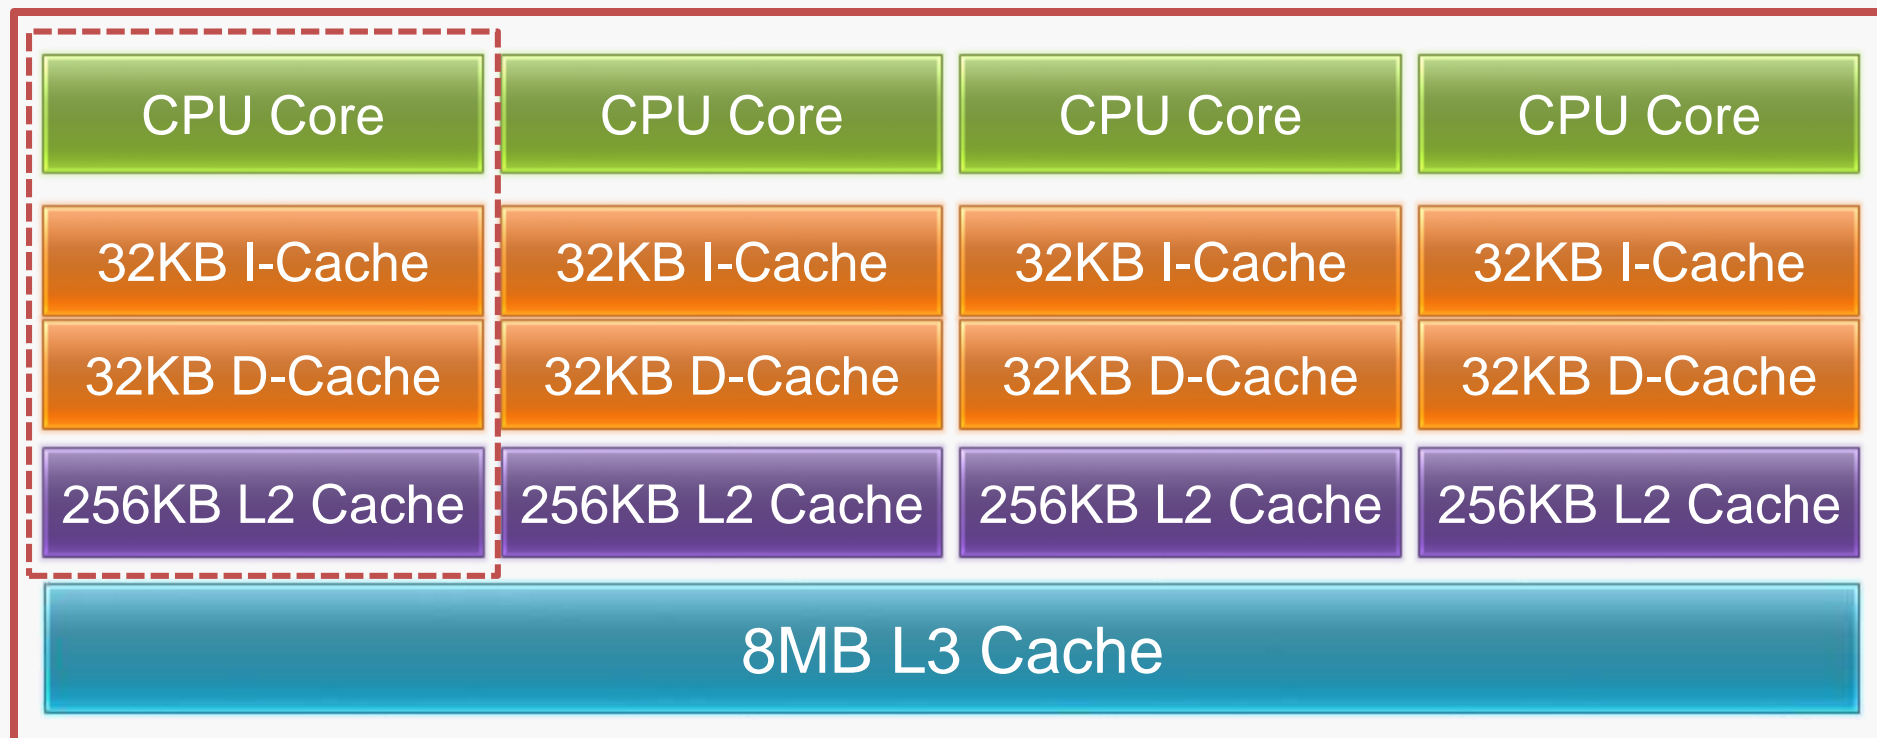 CPU Core CPU Core CPU Core CPU Core
32KB I-Cache 32KB I-Cache 32KB I-Cache 32KB I-Cache
32KB D-Cache 32KB D-Cache 32KB D-Cache 32KB D-Cache
256KB L2 Cache 256KB L2 Cache 256KB L2 Cache 256KB L2 Cache
8MB L3 Cache